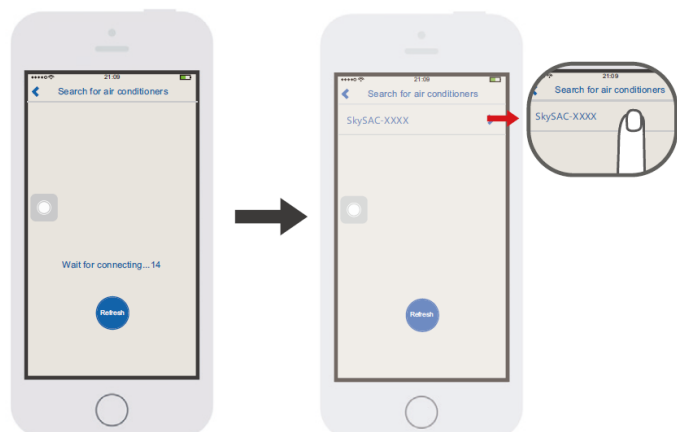 21:09
Search for air conditioners
Wait for connecting...14
Refresh
21:09
Search for air conditioners
SkySAC-XXXX
Refresh
21:09
Search for air conditioners
SkySAC-XXXX